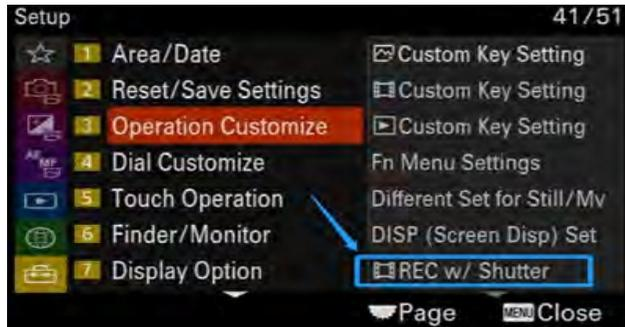 Setup 41/51
1 Area/Date
2 Reset/Save Settings
3 Operation Customize
4 Dial Customize
5 Touch Operation
6 Finder/Monitor
7 Display Option
Custom Key Setting
Custom Key Setting
Custom Key Setting
Fn Menu Settings
Different Set for Still/Mv
DISP (Screen Disp) Set
REC w/ Shutter
AF MF
Page MENU Close